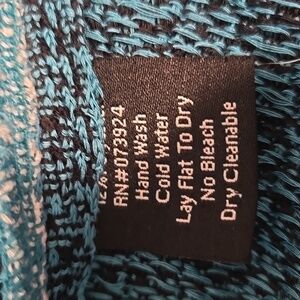 RN#073924
Hand Wash
Cold Water
Lay Flat To Dry
No Bleach
Dry Cleanable